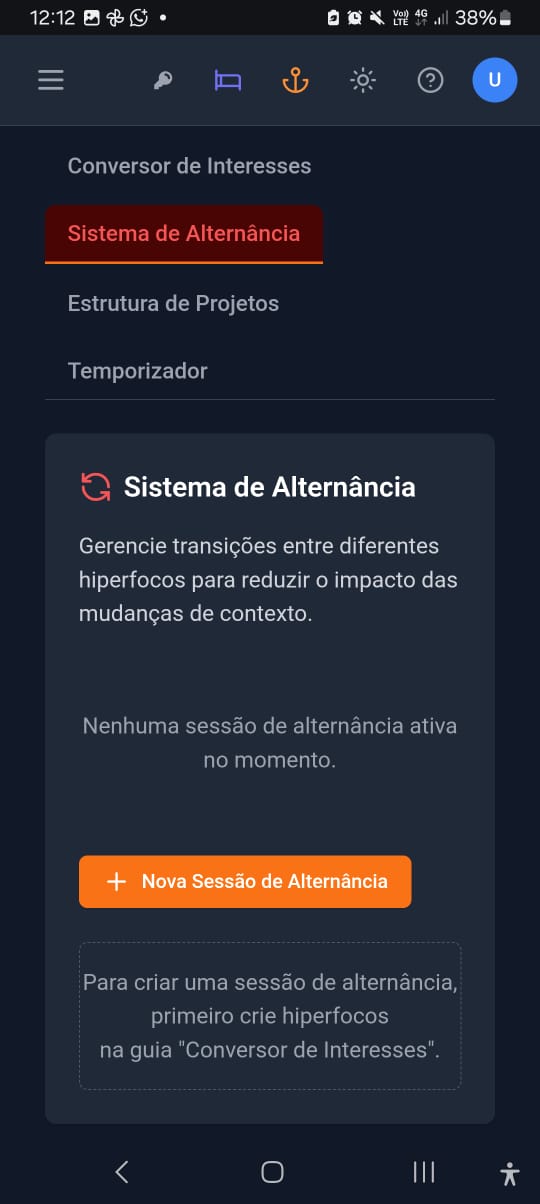 12:12
Vo)) LTE 4G 38%
U
Conversor de Interesses
Sistema de Alternância
Estrutura de Projetos
Temporizador
Sistema de Alternância
Gerencie transições entre diferentes
hiperfocos para reduzir o impacto das
mudanças de contexto.
Nenhuma sessão de alternância ativa
no momento.
+ Nova Sessão de Alternância
Para criar uma sessão de alternância,
primeiro crie hiperfocos
na guia "Conversor de Interesses".